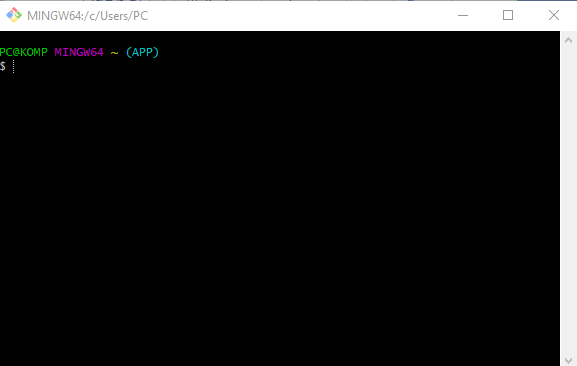 MINGW64:/c/Users/PC
PC@KOMP MINGW64 ~ (APP)
$